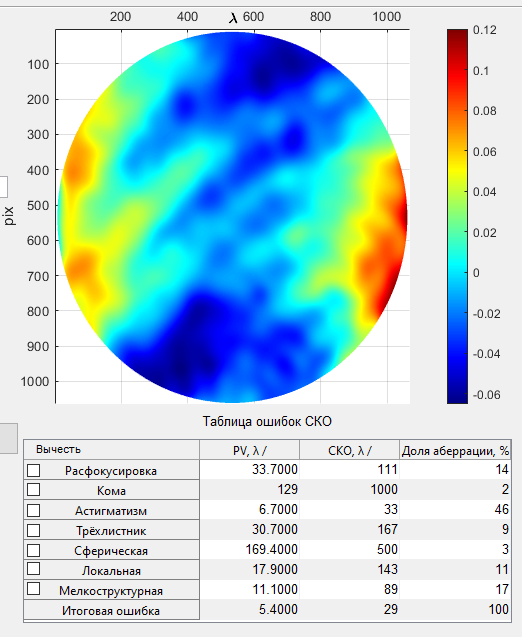 200 400 λ 600 800 1000
0.12
100
0.1
200
0.08
300
0.06
400
0.04
pix
500
600
0.02
700
0
800
-0.02
900
-0.04
1000
-0.06
Таблица ошибок СКО
Вычесть PV, λ / СКО, λ / Доля аберрации, %
Расфокусировка 33.7000 111 14
Кома 129 1000 2
Астигматизм 6.7000 33 46
Трёхлистник 30.7000 167 9
Сферическая 169.4000 500 3
Локальная 17.9000 143 11
Мелкоструктурная 11.1000 89 17
Итоговая ошибка 5.4000 29 100